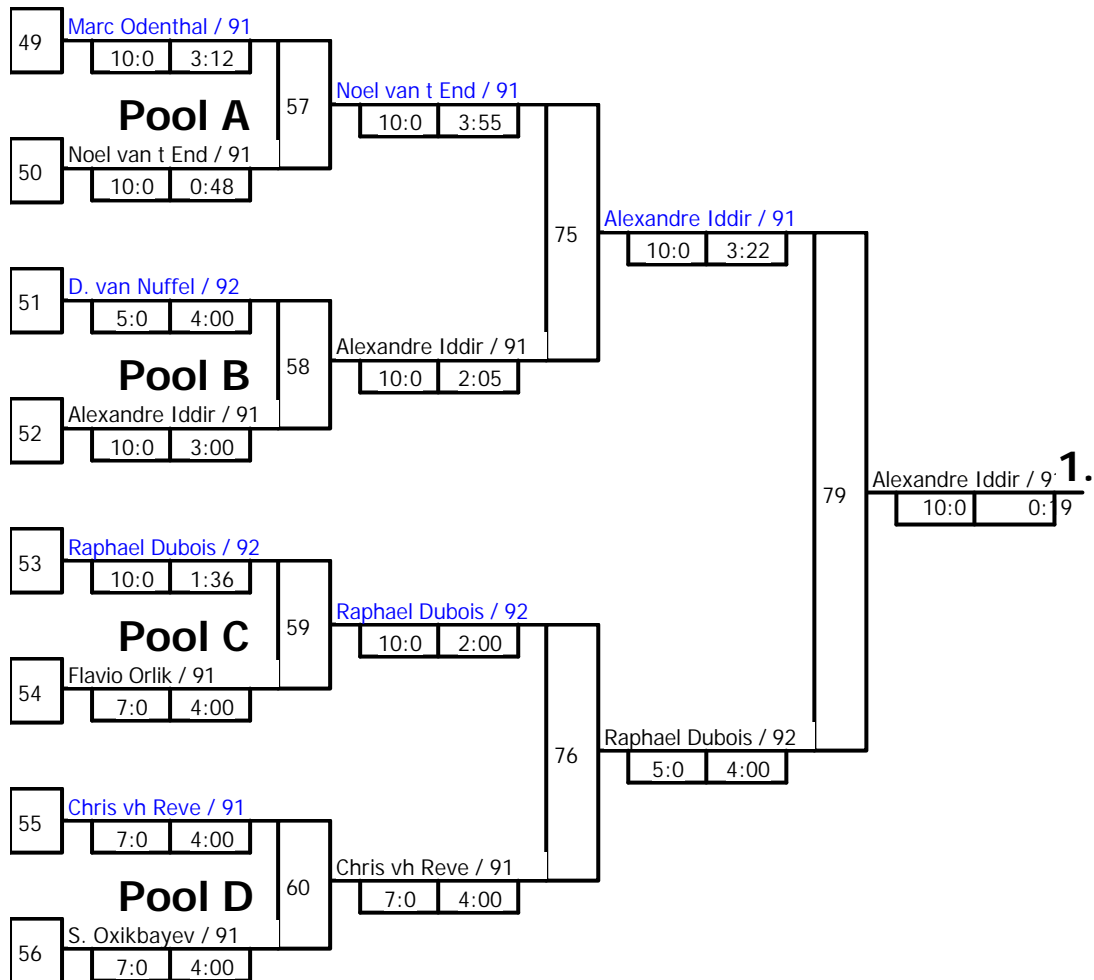 Marc Odenthal / 91
49
10:0 3:12
57
Noel van t End / 91
10:0 3:55
Pool A
Noel van t End / 91
50
10:0 0:48
75
Alexandre Iddir / 91
10:0 3:22
D. van Nuffel / 92
51
5:0 4:00
58
Alexandre Iddir / 91
10:0 2:05
Pool B
Alexandre Iddir / 91
52
10:0 3:00
79
Alexandre Iddir / 9 1.
10:0 0:19
Raphael Dubois / 92
53
10:0 1:36
59
Raphael Dubois / 92
10:0 2:00
Pool C
Flavio Orlik / 91
54
7:0 4:00
76
Raphael Dubois / 92
5:0 4:00
Chris vh Reve / 91
55
7:0 4:00
60
Chris vh Reve / 91
7:0 4:00
Pool D
S. Oxikbayev / 91
56
7:0 4:00